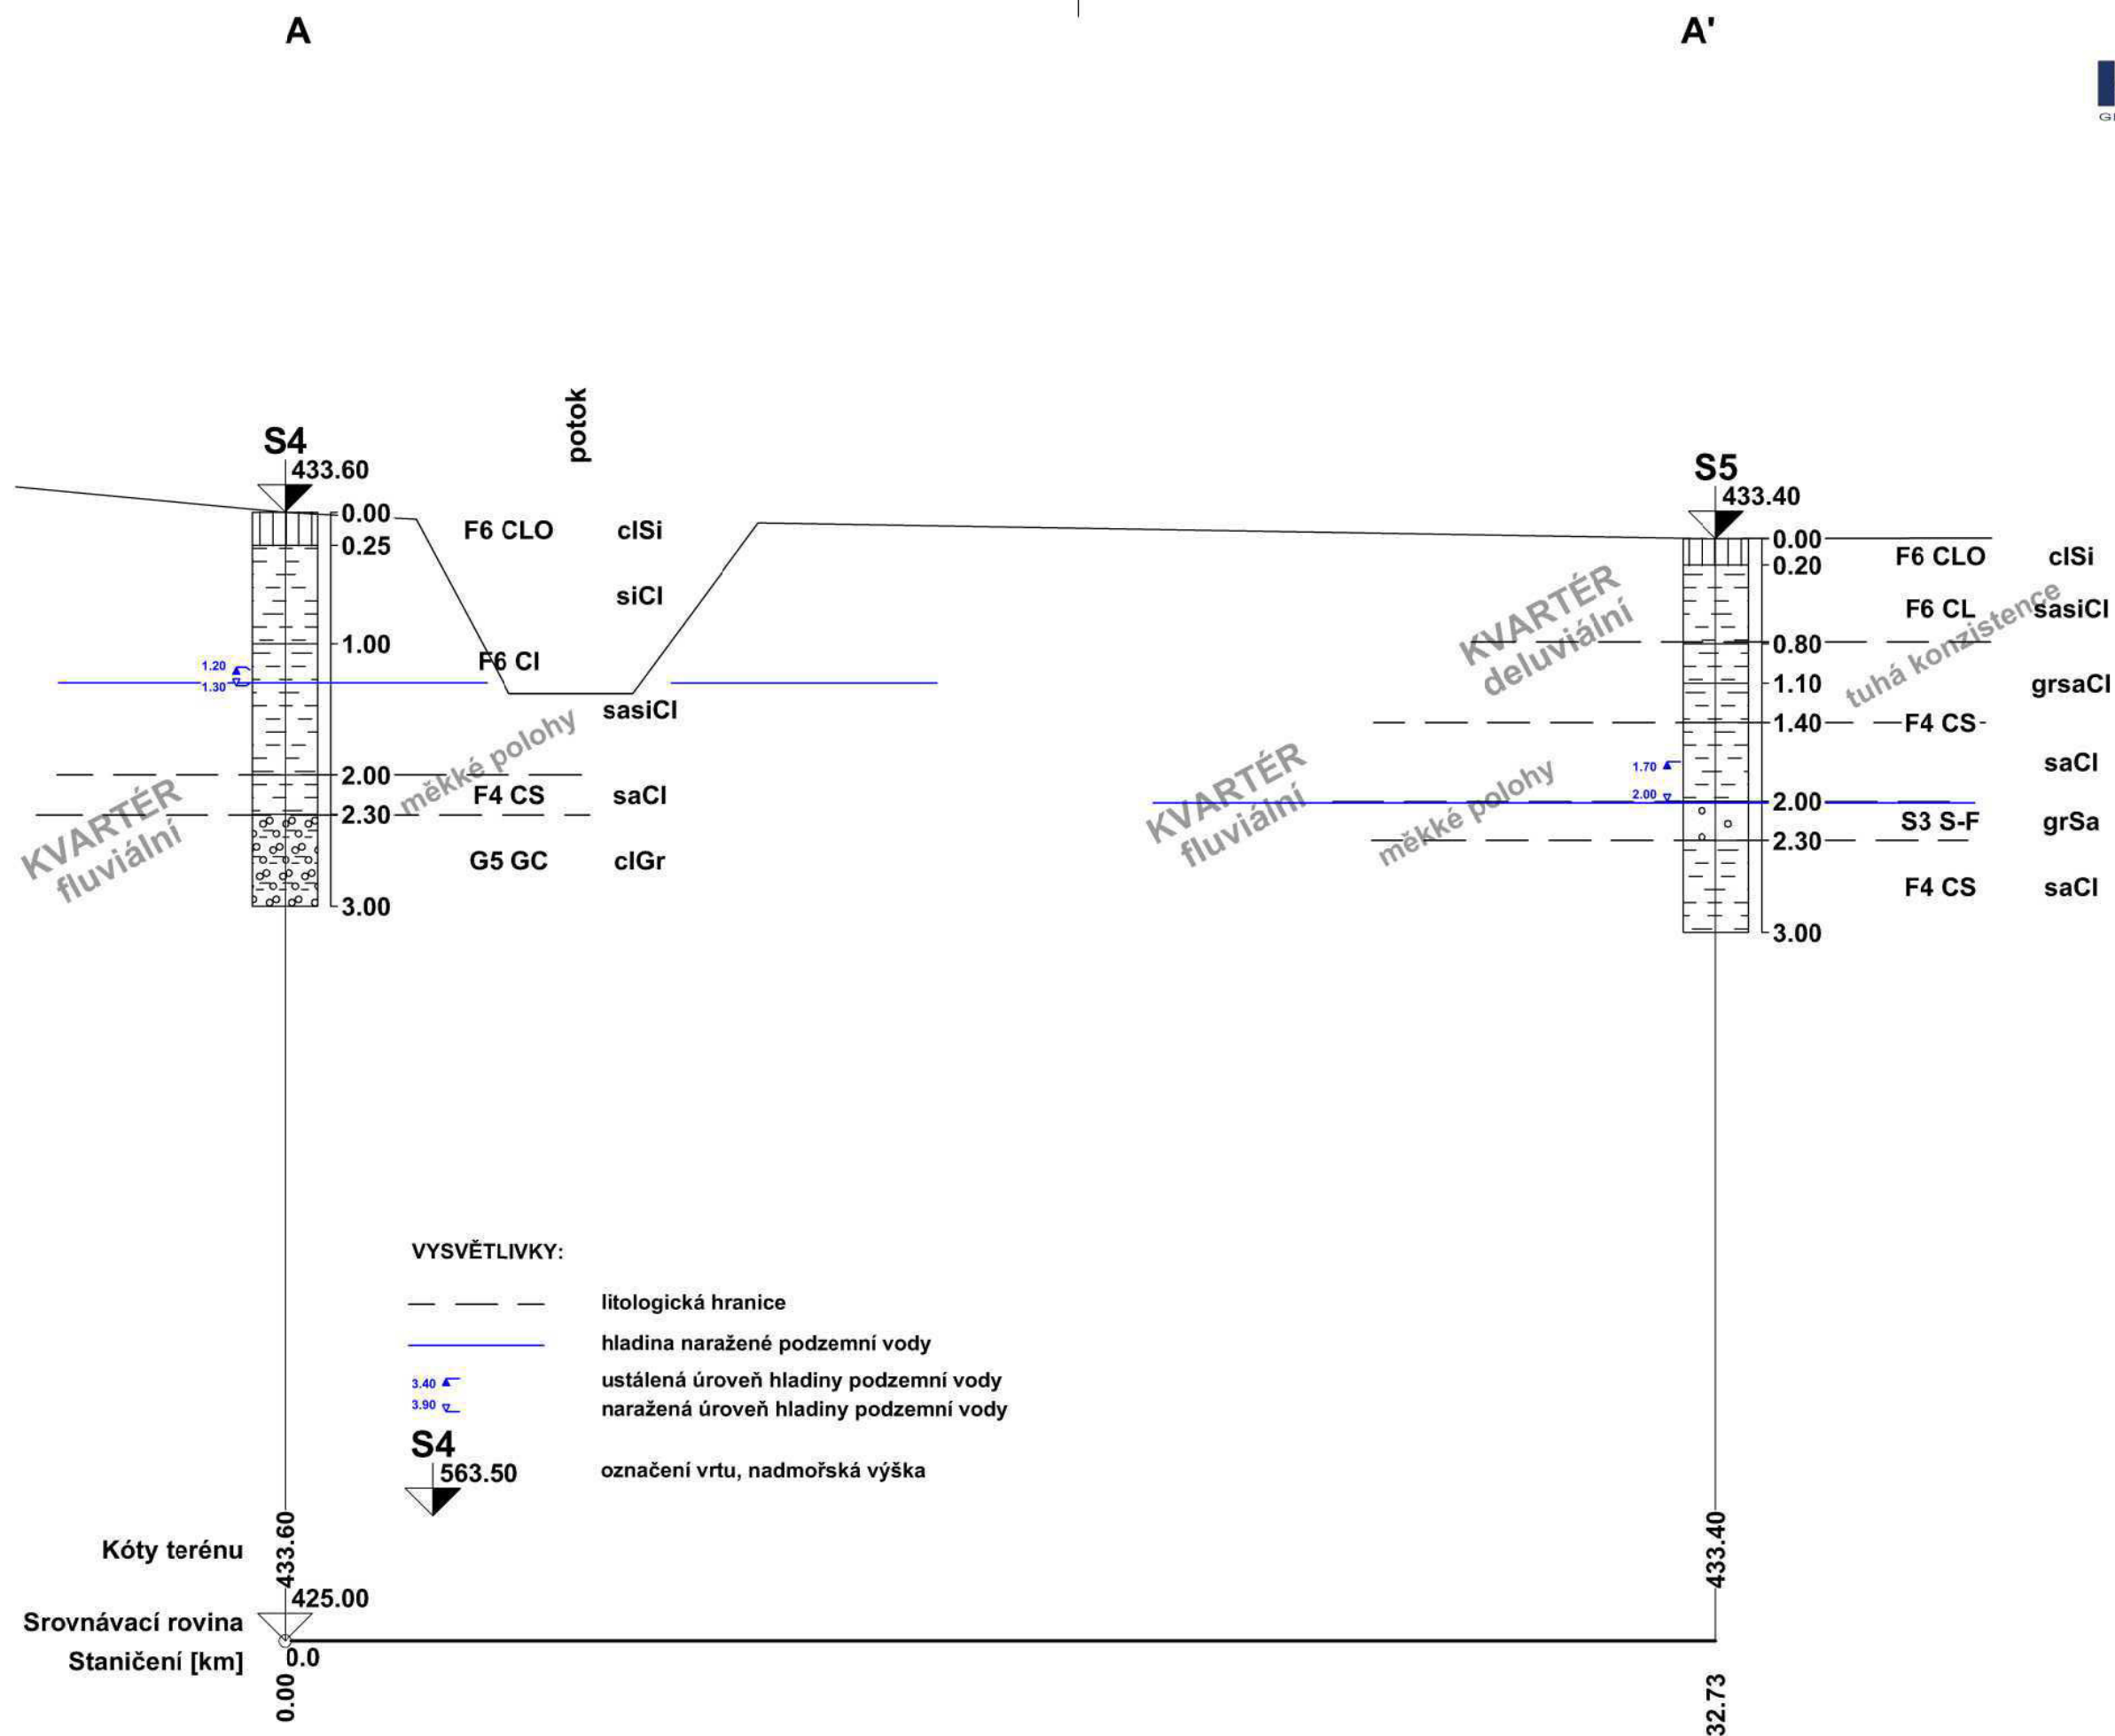 A
A'
GI
potok
S4
433.60
0.00
0.25
1.00
2.00
2.30
3.00
1.20
1.30
F6 CLO
clSi
siCl
F6 CI
sasiCl
měkké polohy
F4 CS
saCl
G5 GC
clGr
KVARTÉR
fluviální
S5
433.40
0.00
0.20
0.80
1.10
1.40
2.00
2.30
3.00
1.70
2.00
F6 CLO
clSi
F6 CL
sasiCl
tuhá konzistence
grsaCl
F4 CS
saCl
S3 S-F
grSa
F4 CS
saCl
KVARTÉR
deluviální
KVARTÉR
fluviální
měkké polohy
VYSVĚTLIVKY:
litologická hranice
hladina naražené podzemní vody
3.40
ustálená úroveň hladiny podzemní vody
3.90
naražená úroveň hladiny podzemní vody
S4
563.50
označení vrtu, nadmořská výška
Kóty terénu
433.60
433.40
425.00
Srovnávací rovina
Staničení [km]
0.0
0.00
32.73